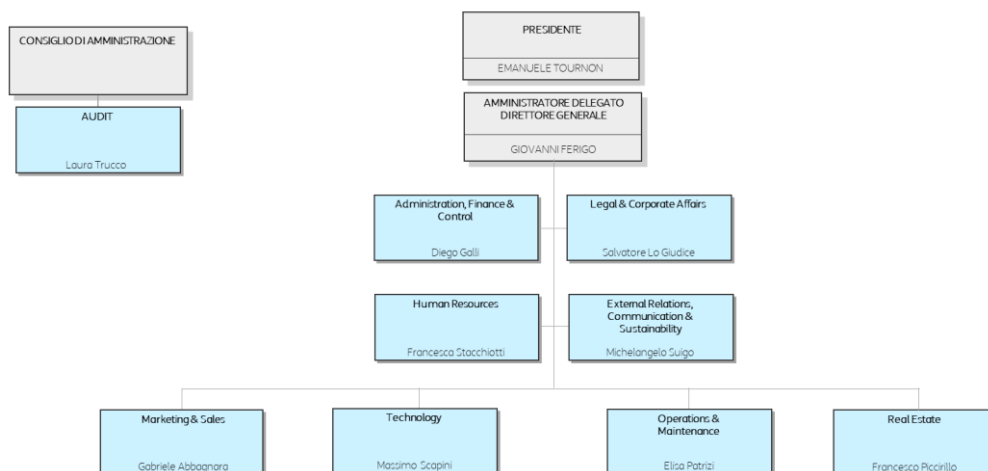 CONSIGLIO DI AMMINISTRAZIONE
AUDIT
Laura Trucco
PRESIDENTE
EMANUELE TOURNON
AMMINISTRATORE DELEGATO
DIRETTORE GENERALE
GIOVANNI FERIGO
Administration, Finance &
Control
Diego Galli
Legal & Corporate Affairs
Salvatore Lo Giudice
Human Resources
Francesca Stacchiotti
External Relations,
Communication &
Sustainability
Michelangelo Suigo
Marketing & Sales
Gabriele Abbagnara
Technology
Massimo Scapini
Operations &
Maintenance
Elisa Patrizi
Real Estate
Francesco Piccirillo